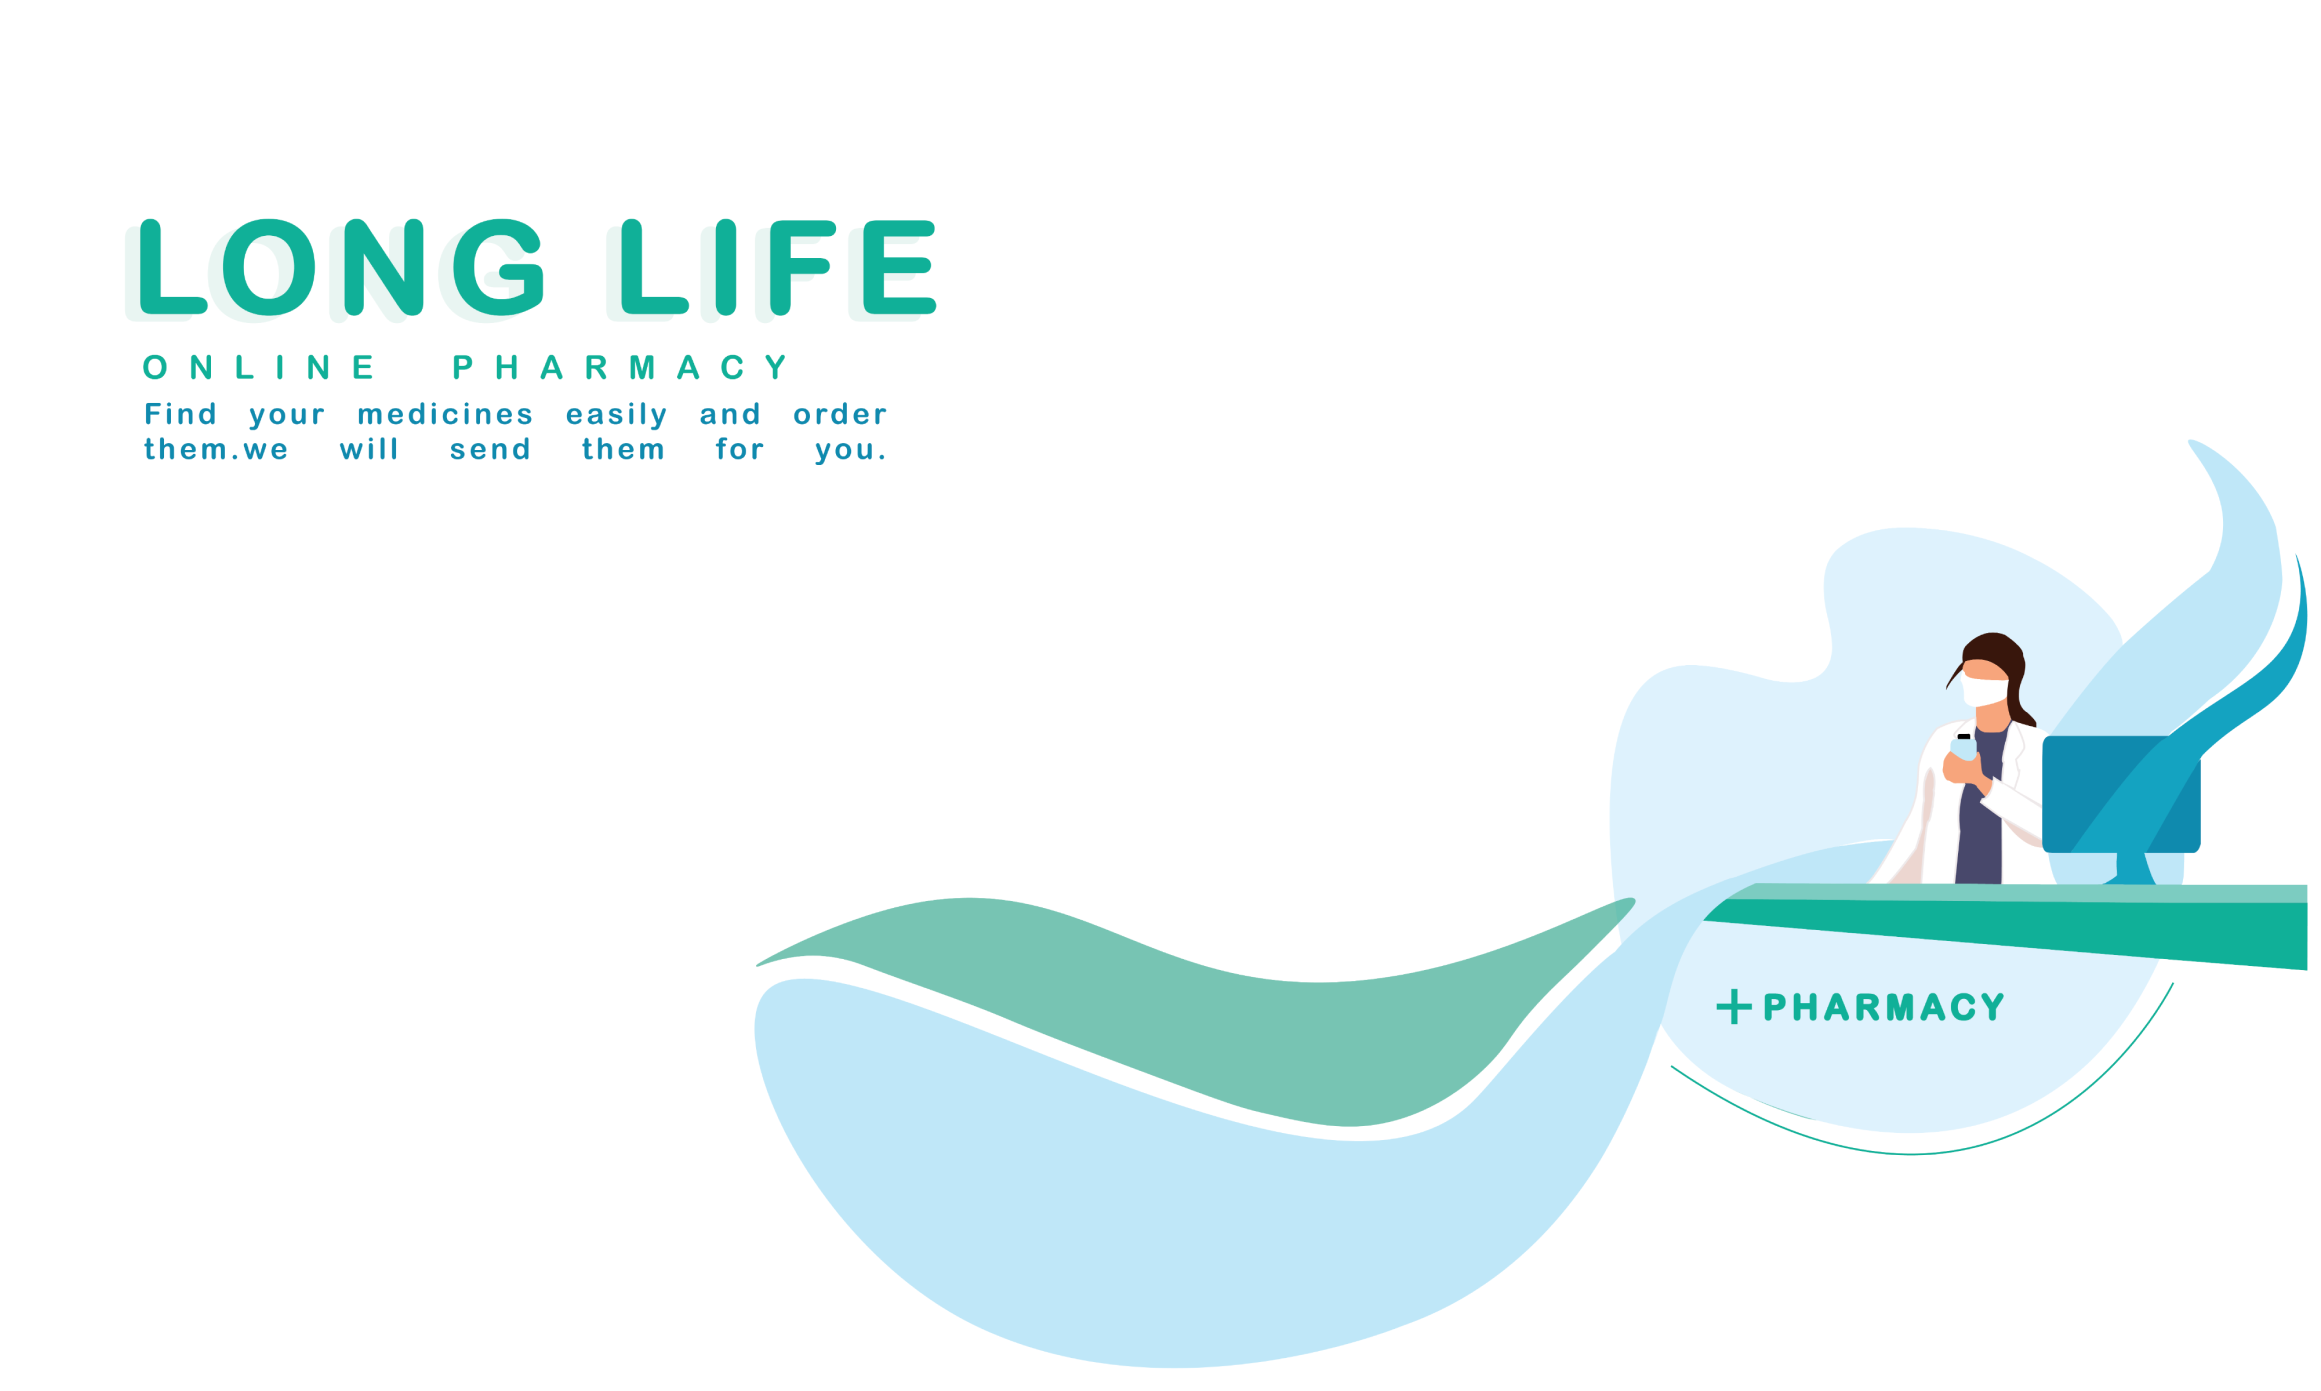 LONG LIFE
ONLINE PHARMACY
Find your medicines easily and order
them.we will send them for you.
PHARMACY